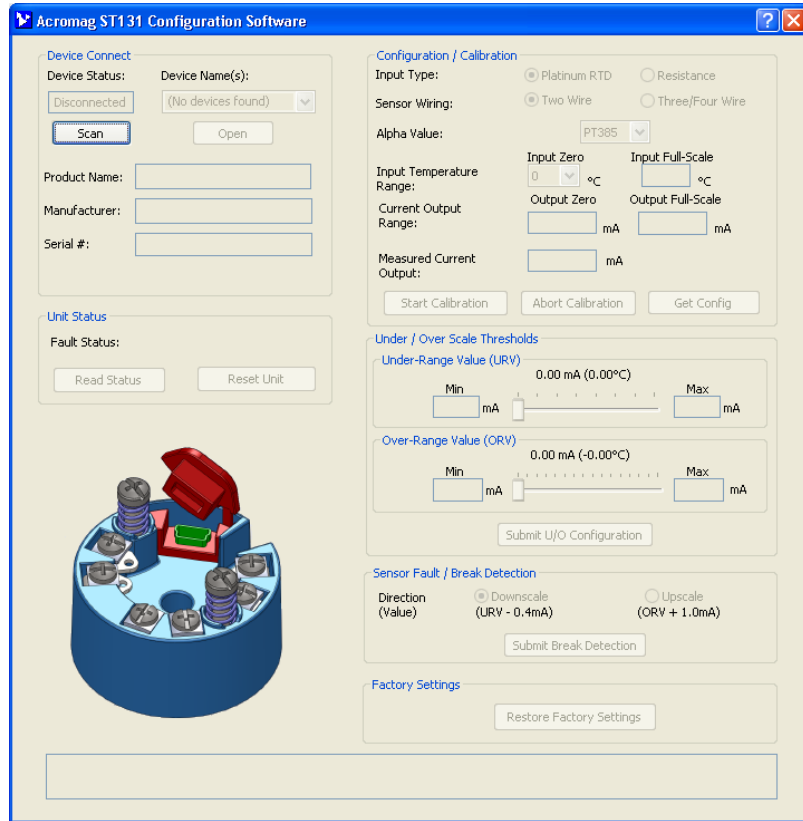 Acromag ST131 Configuration Software
Device Connect
Device Status:
Device Name(s):
Disconnected
(No devices found)
Scan
Open
Product Name:
Manufacturer:
Serial #:
Unit Status
Fault Status:
Read Status
Reset Unit
Configuration / Calibration
Input Type:
Platinum RTD
Resistance
Sensor Wiring:
Two Wire
Three/Four Wire
Alpha Value:
PT385
Input Zero
Input Full-Scale
Input Temperature
Range:
0
°C
°C
Output Zero
Output Full-Scale
Current Output
Range:
mA
mA
Measured Current
Output:
mA
Start Calibration
Abort Calibration
Get Config
Under / Over Scale Thresholds
Under-Range Value (URV)
0.00 mA (0.00°C)
Min
Max
mA
mA
Over-Range Value (ORV)
0.00 mA (-0.00°C)
Min
Max
mA
mA
Submit U/O Configuration
Sensor Fault / Break Detection
Direction
(Value)
Downscale
(URV - 0.4mA)
Upscale
(ORV + 1.0mA)
Submit Break Detection
Factory Settings
Restore Factory Settings